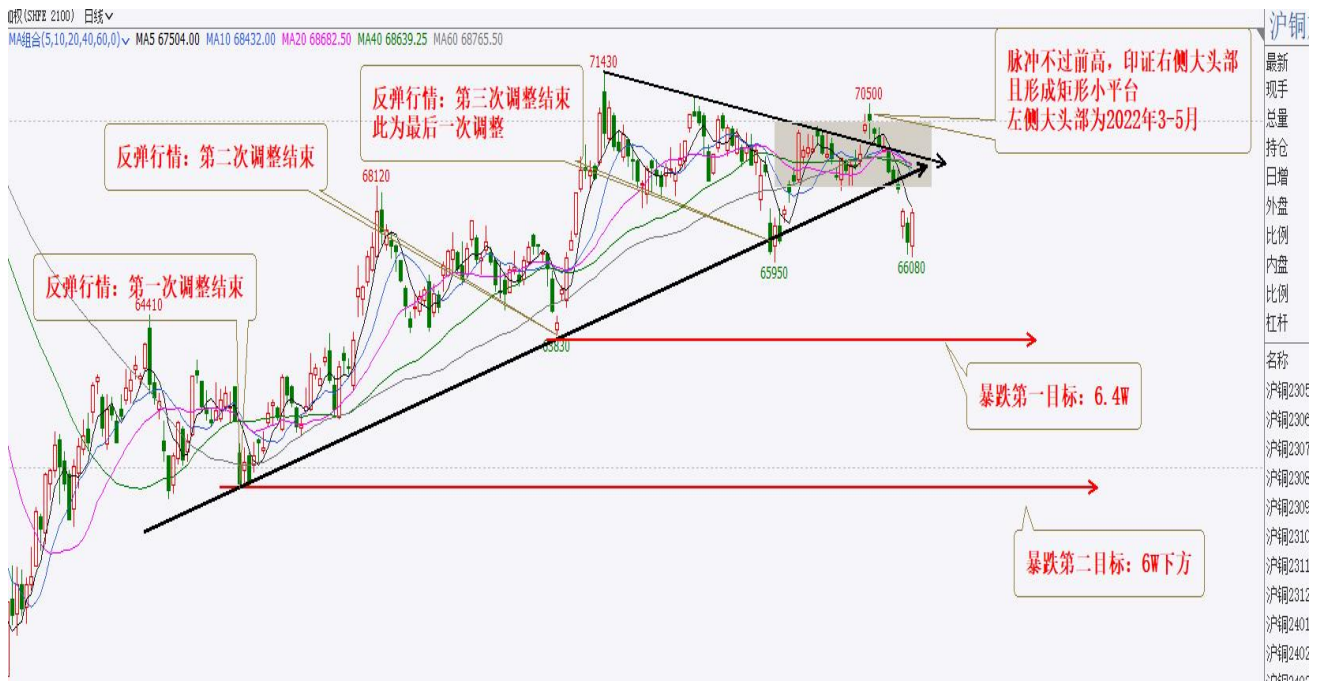 权(SHFE 2100) 日线
沪铜
MA组合(5,10,20,40,60,0) MA5 67504.00 MA10 68432.00 MA20 68682.50 MA40 68639.25 MA60 68765.50
脉冲不过前高，印证右侧大头部
且形成矩形小平台
左侧大头部为2022年3-5月
71430
70500
反弹行情：第三次调整结束
此为最后一次调整
反弹行情：第二次调整结束
68120
反弹行情：第一次调整结束
64410
65950
66080
63830
暴跌第一目标：6.4W
暴跌第二目标：6W下方
最新
现手
总量
持仓
日增
外盘
比例
内盘
比例
杠杆
名称
沪铜2305
沪铜2306
沪铜2307
沪铜2308
沪铜2309
沪铜2310
沪铜2311
沪铜2312
沪铜2401
沪铜2402